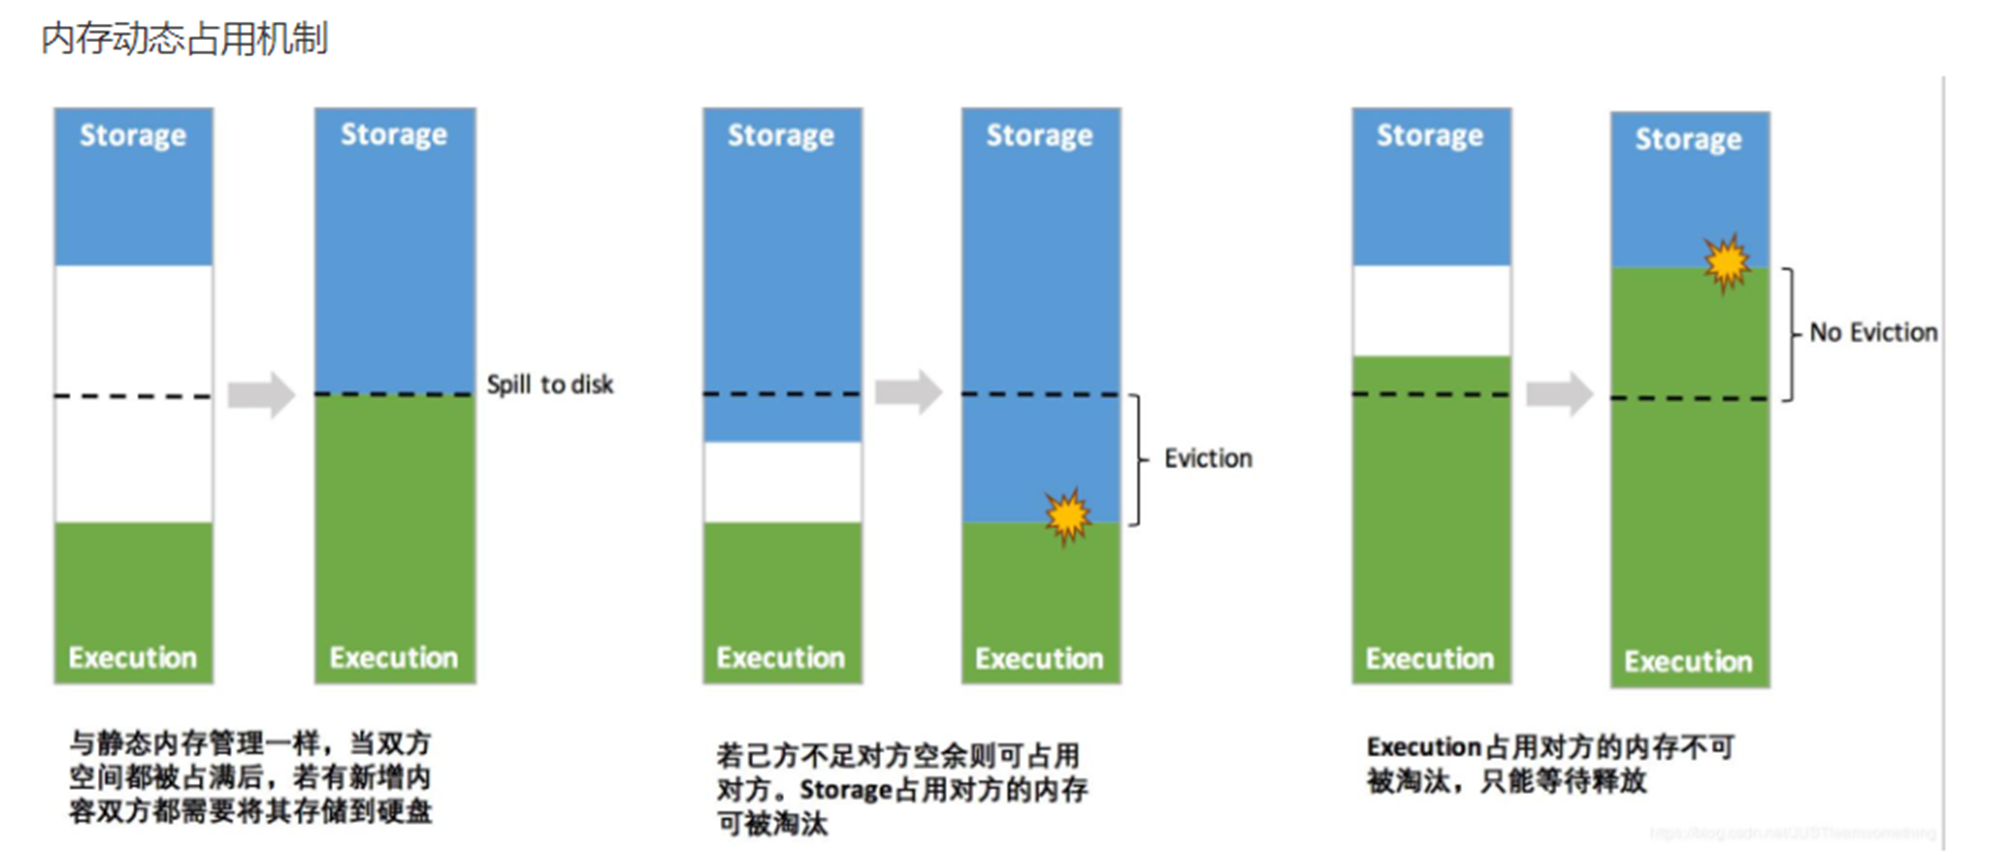 内存动态占用机制
Storage
Storage
Storage
Storage
Storage
Storage
Spill to disk
Eviction
No Eviction
Execution
Execution
Execution
Execution
Execution
Execution
与静态内存管理一样，当双方
空间都被占满后，若有新增内
容双方都需要将其存储到硬盘
若己方不足对方空余则可占用
对方。Storage占用对方的内存
可被淘汰
Execution占用对方的内存不可
被淘汰，只能等待释放